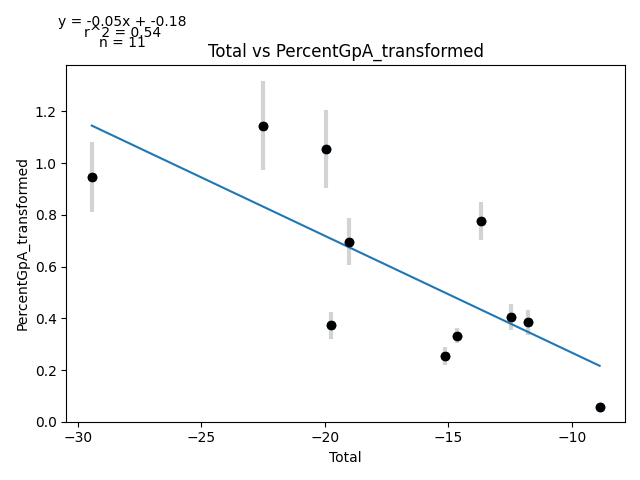 y = -0.05x + -0.18
r^2 = 0.54
n = 11
Total vs PercentGpA_transformed
PercentGpA_transformed
1.2
1.0
0.8
0.6
0.4
0.2
0.0
−30
−25
−20
−15
−10
Total